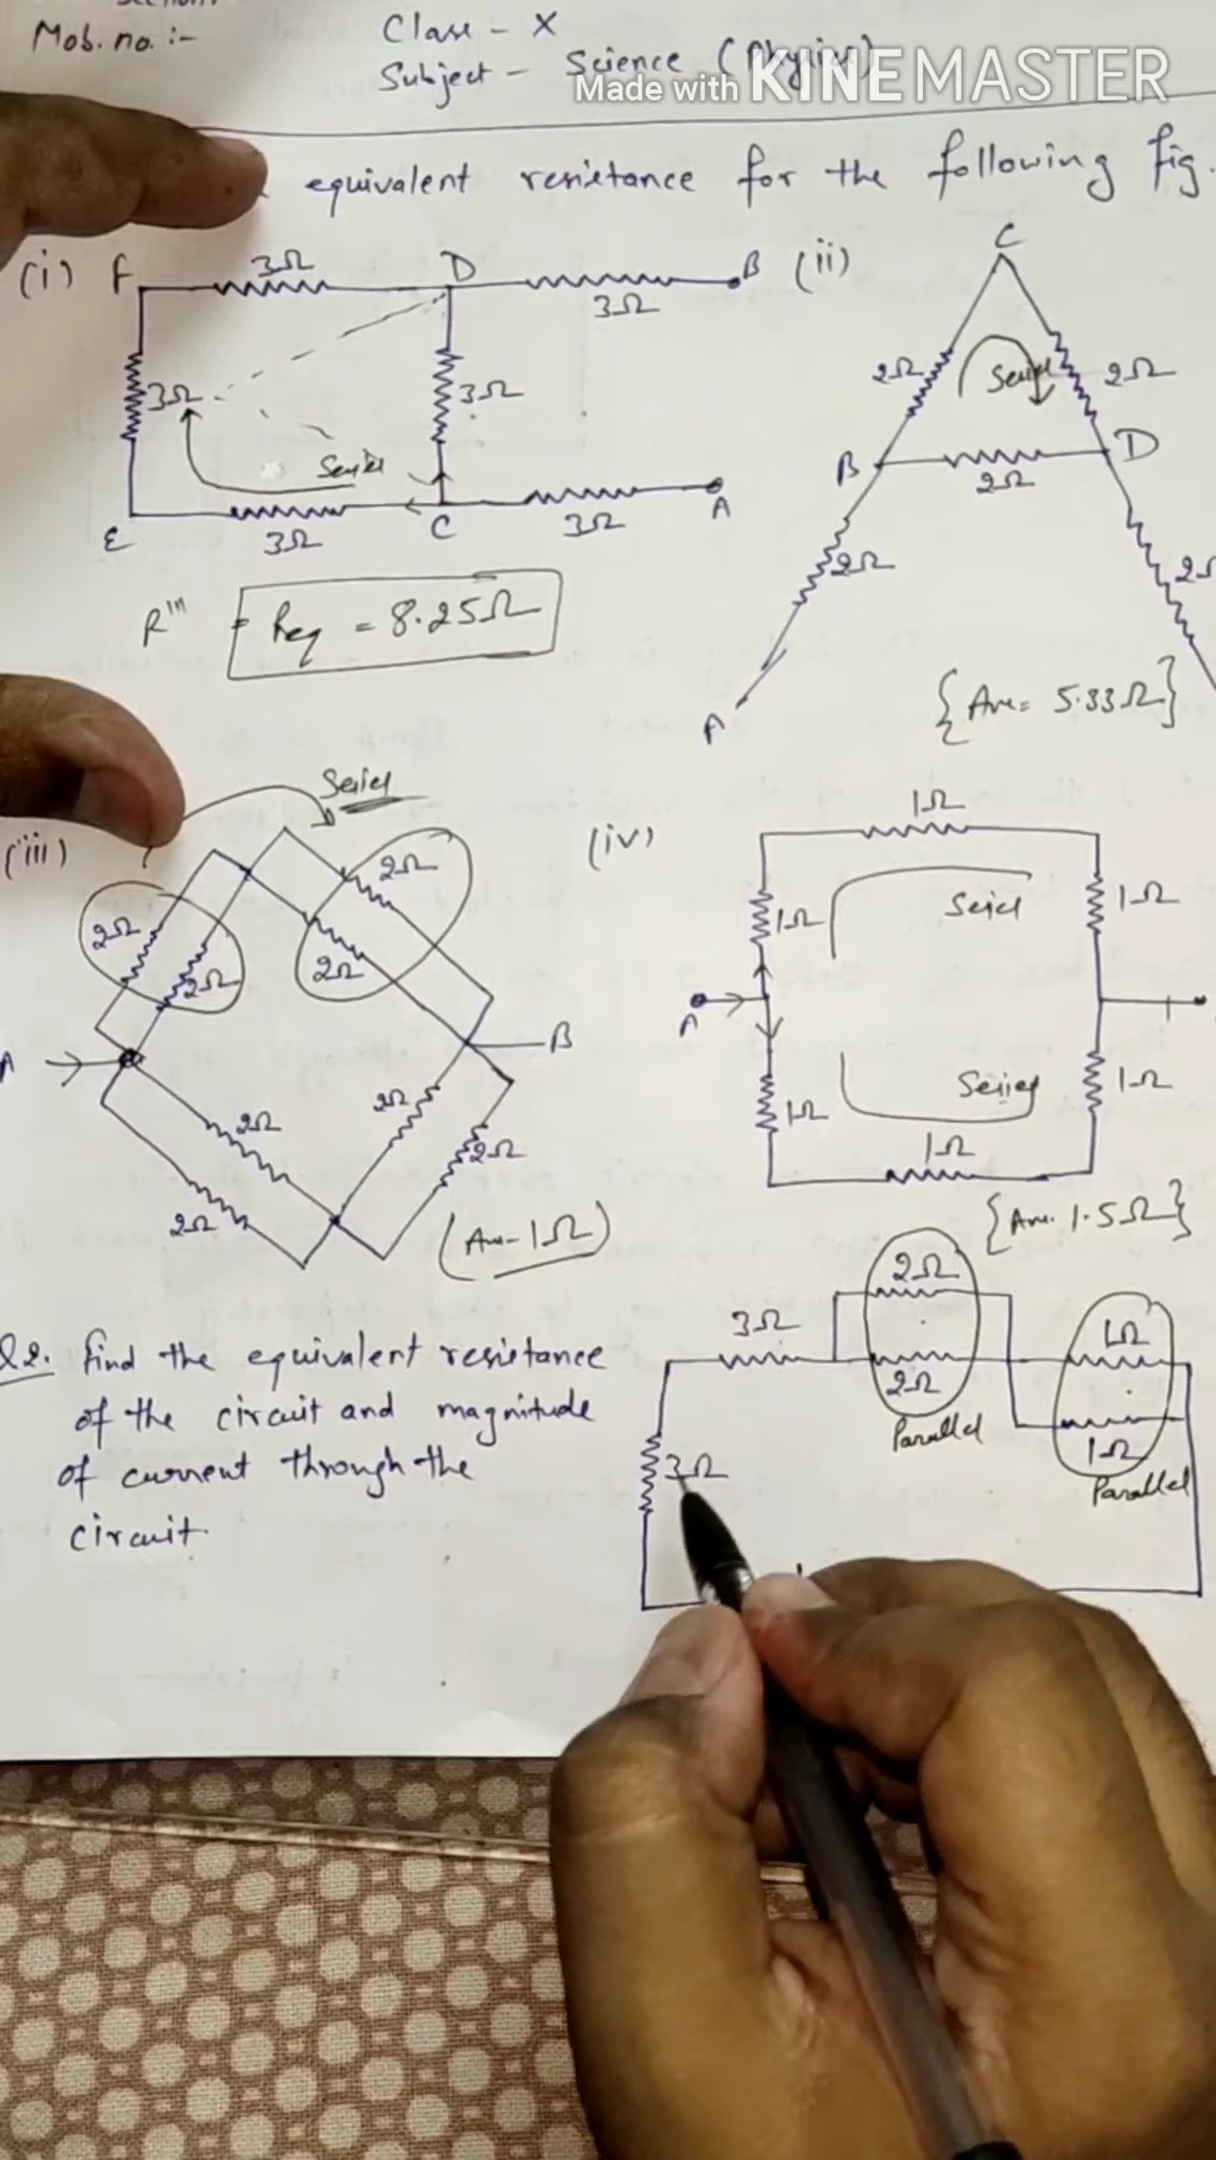 Mob. no. :-
Class - X
Subject - Science (Physics)
Made with KINEMASTER
equivalent resistance for the following fig.
(i) F 3Ω D 3Ω B
3Ω 3Ω
Series
E 3Ω C 3Ω A
R''' = Req = 8.25Ω
(ii) C
2Ω Series 2Ω
B 2Ω D
2Ω 2Ω
A
{Ans = 5.33Ω}
(iii) Series
2Ω 2Ω
2Ω 2Ω
A B
2Ω 2Ω
2Ω 2Ω
(Ans - 1Ω)
(iv) 1Ω
1Ω Seies 1Ω
A
1Ω Series 1Ω
1Ω
{Ans. 1.5Ω}
Q2. Find the equivalent resistance
of the circuit and magnitude
of current through the
circuit.
3Ω 2Ω 1Ω
2Ω 1Ω
Parallel Parallel
3Ω